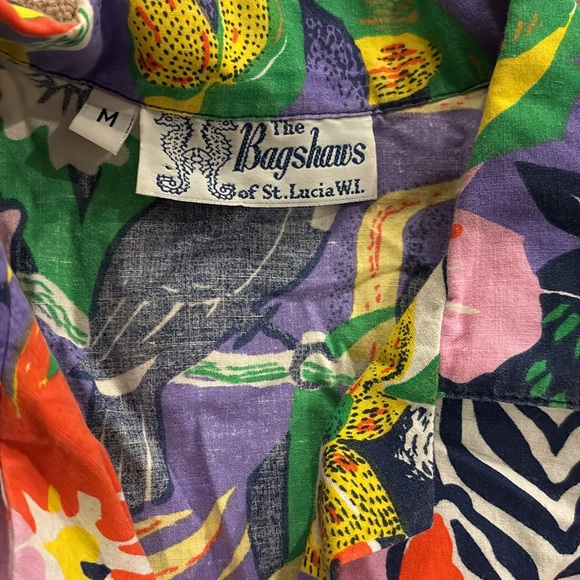 M
The
Bagshaws
of St. Lucia W.I.